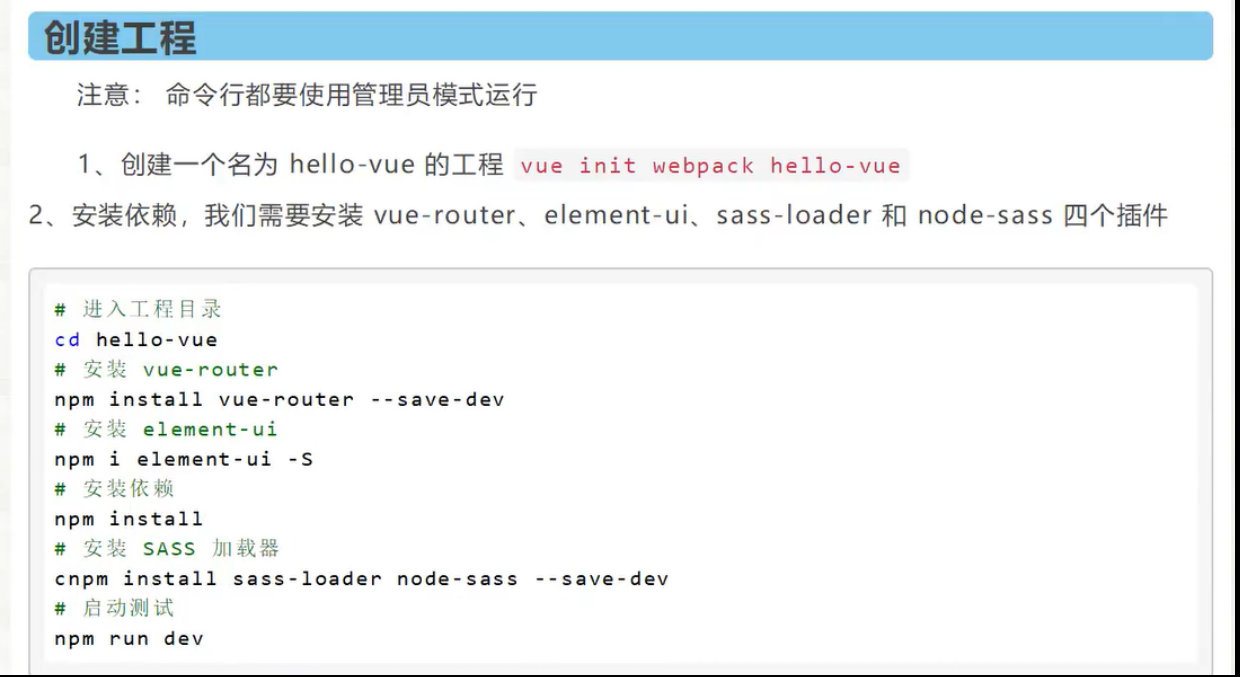 创建工程
注意： 命令行都要使用管理员模式运行
1、创建一个名为 hello-vue 的工程 vue init webpack hello-vue
2、安装依赖，我们需要安装 vue-router、element-ui、sass-loader 和 node-sass 四个插件
# 进入工程目录
cd hello-vue
# 安装 vue-router
npm install vue-router --save-dev
# 安装 element-ui
npm i element-ui -S
# 安装依赖
npm install
# 安装 SASS 加载器
cnpm install sass-loader node-sass --save-dev
# 启动测试
npm run dev